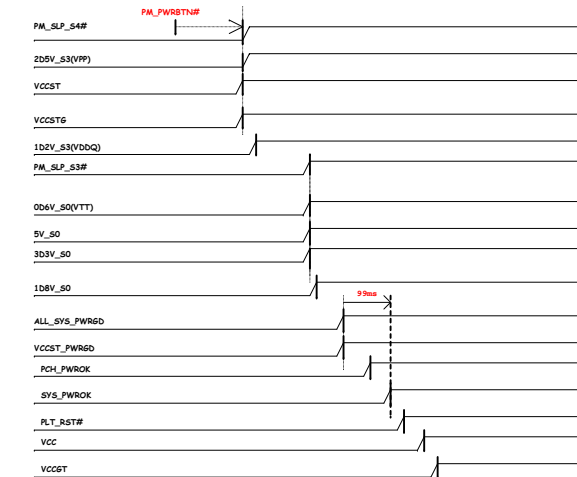 PM_PWRBTN#
PM_SLP_S4#
2D5V_S3(VPP)
VCCST
VCCSTG
1D2V_S3(VDDQ)
PM_SLP_S3#
0D6V_S0(VTT)
5V_S0
3D3V_S0
1D8V_S0
99ms
ALL_SYS_PWRGD
VCCST_PWRGD
PCH_PWROK
SYS_PWROK
PLT_RST#
VCC
VCCGT